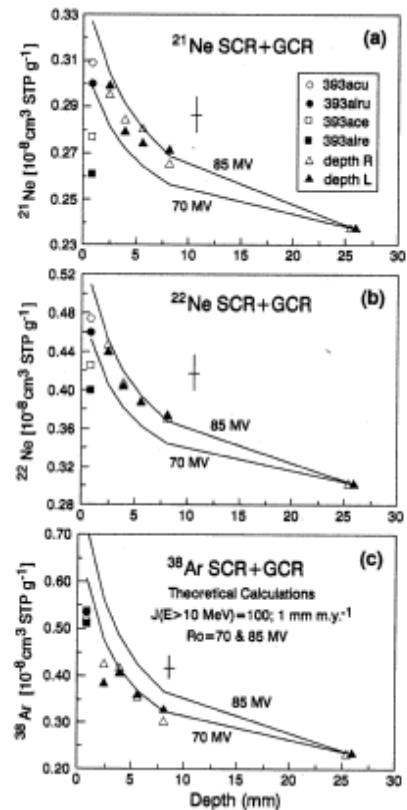 0.33
(a)
²¹Ne SCR+GCR
0.31
393acu
393alru
0.29
393ace
393alre
0.27
depth R
85 MV
depth L
0.25
70 MV
0.23
0 5 10 15 20 25 30
²¹Ne [10⁻⁸cm³ STP g⁻¹]
0.52
²²Ne SCR+GCR (b)
0.48
0.44
0.40
0.36
85 MV
0.32
70 MV
0.28
0 5 10 15 20 25 30
²²Ne [10⁻⁸cm³ STP g⁻¹]
0.70
³⁸Ar SCR+GCR (c)
0.60
Theoretical Calculations
J(E>10 MeV)=100; 1 mm m.y.⁻¹
0.50
Ro=70 & 85 MV
0.40
85 MV
0.30
70 MV
0.20
0 5 10 15 20 25 30
³⁸Ar [10⁻⁸cm³ STP g⁻¹]
Depth (mm)